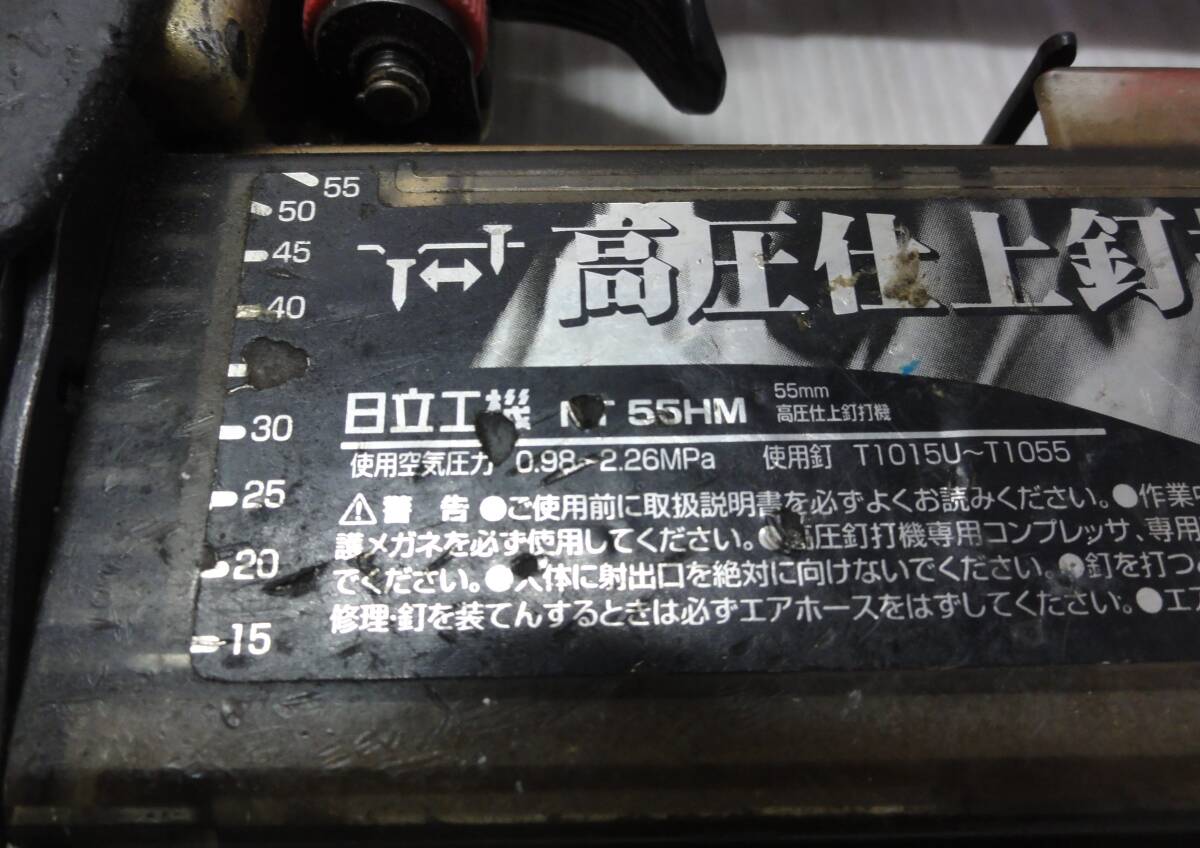 55
50
45
40
30
25
20
15
高圧仕上釘
日立工機 NT 55HM
55mm
高圧仕上釘打機
使用空気圧力 0.98~2.26MPa 使用釘 T1015U~T1055
⚠警 告 ●ご使用前に取扱説明書を必ずよくお読みください。●作業
護メガネを必ず使用してください。●高圧釘打機専用コンプレッサ、専用
でください。●人体に射出口を絶対に向けないでください。●釘を打つ
修理・釘を装てんするときは必ずエアホースをはずしてください。●エ